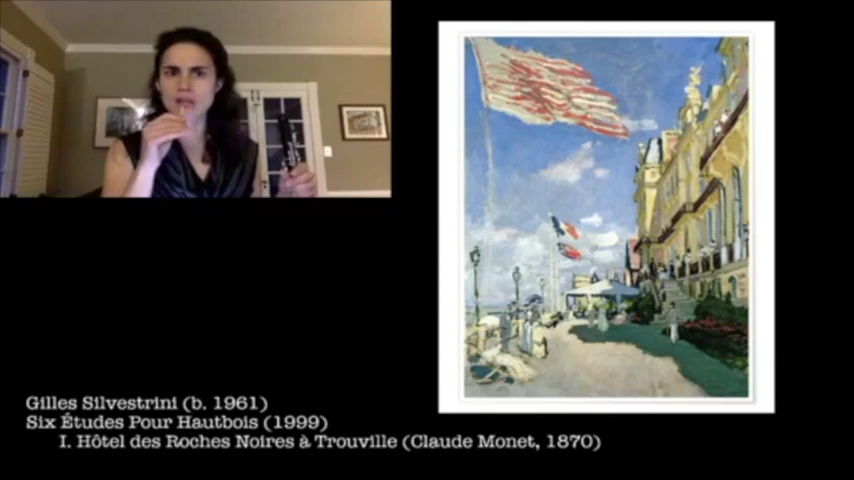 Gilles Silvestrini (b. 1961)
Six Études Pour Hautbois (1999)
I. Hôtel des Roches Noires à Trouville (Claude Monet, 1870)